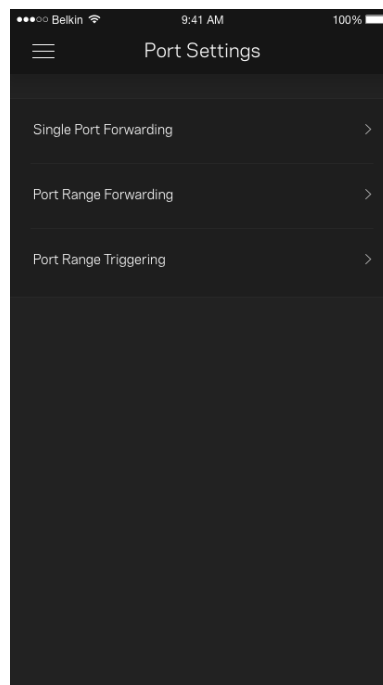 Belkin 9:41 AM 100%
Port Settings
Single Port Forwarding
Port Range Forwarding
Port Range Triggering